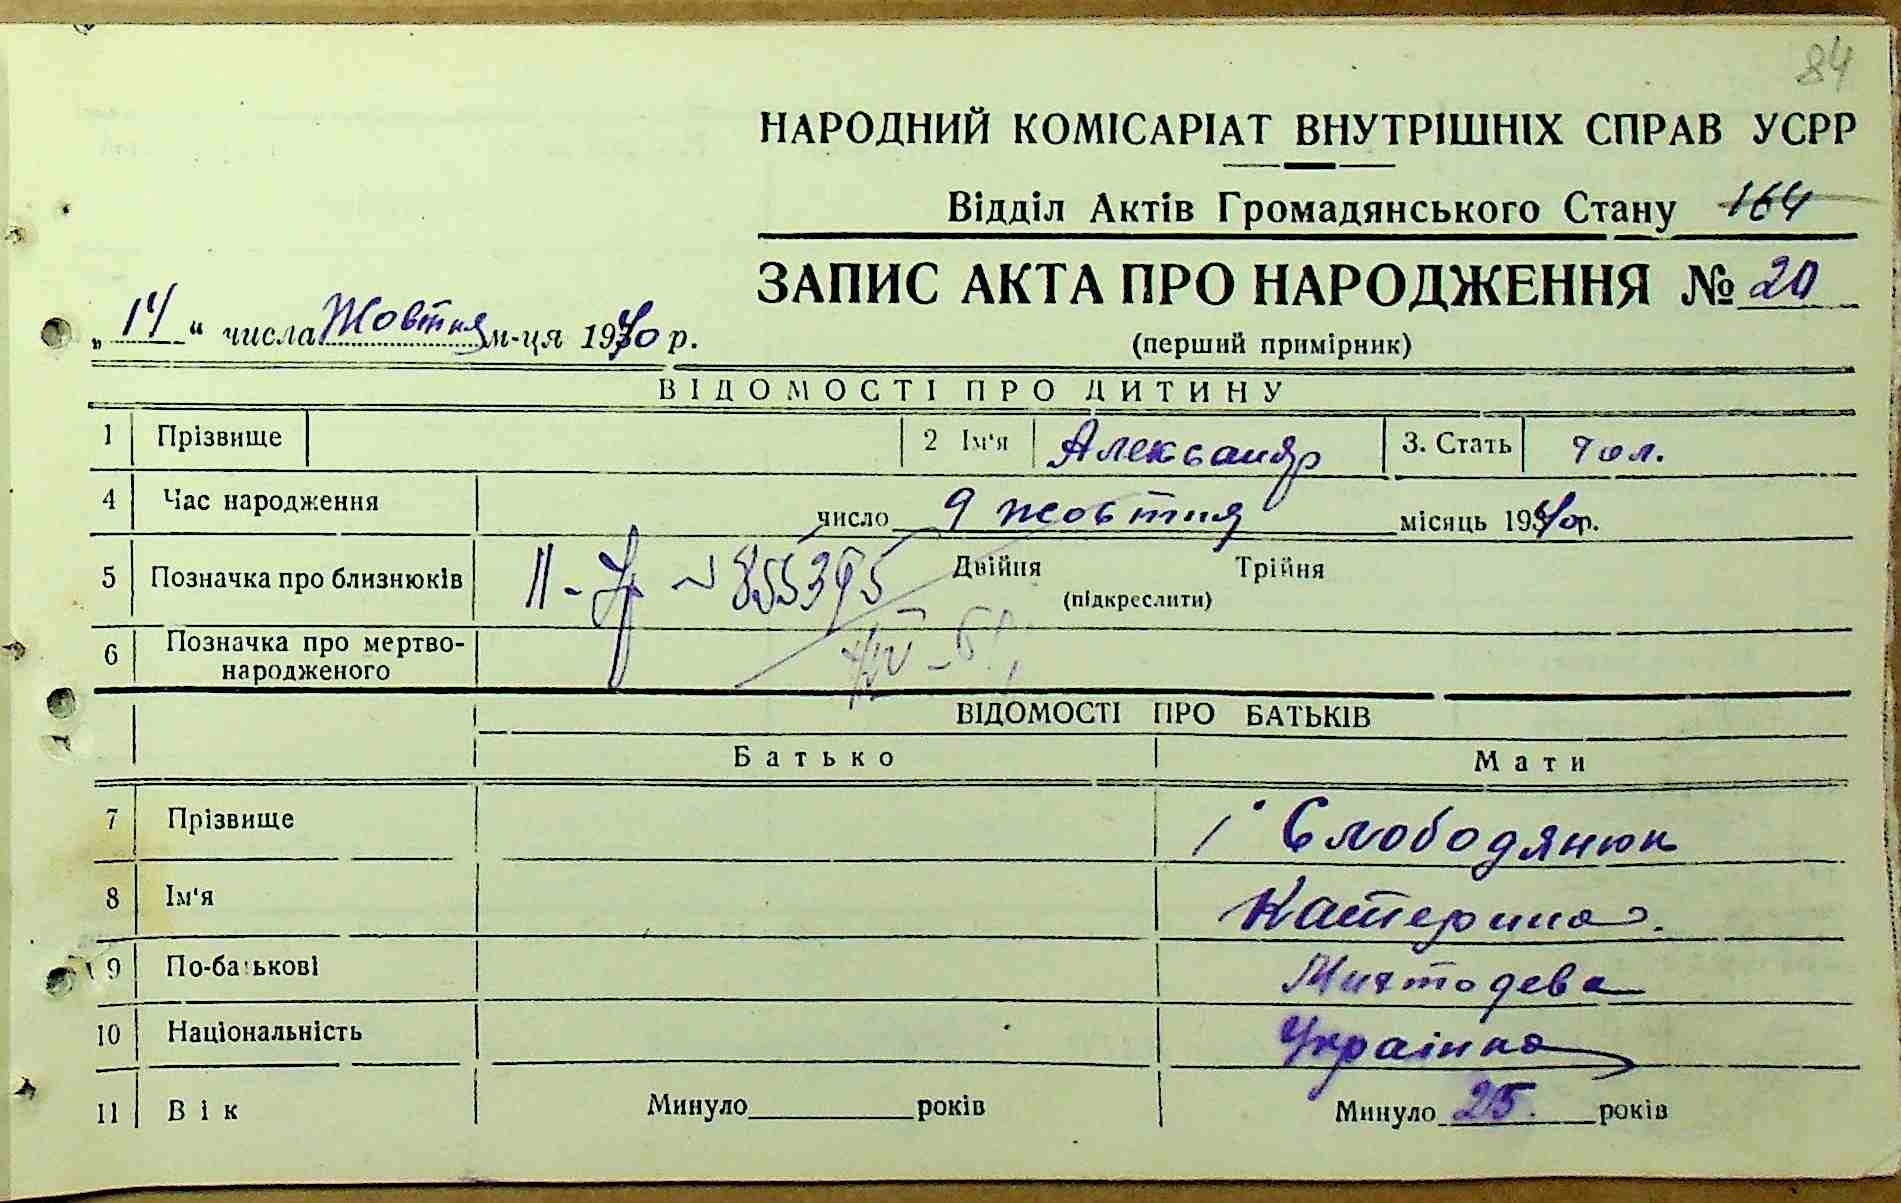 84
НАРОДНИЙ КОМІСАРІАТ ВНУТРІШНІХ СПРАВ УСРР
Відділ Актів Громадянського Стану 164
ЗАПИС АКТА ПРО НАРОДЖЕННЯ № 20
„ 14 “ числа Жовтня м-ця 1940 р.
(перший примірник)
ВІДОМОСТІ ПРО ДИТИНУ
1 Прізвище 2 Ім'я Александр 3. Стать чол.
4 Час народження число 9 жовтня місяць 1940р.
5 Позначка про близнюків ІІ- № 855395 Двійня Трійня
(підкреслити)
6 Позначка про мертво-
народженого
ВІДОМОСТІ ПРО БАТЬКІВ
Батько Мати
7 Прізвище Слободянюк
8 Ім'я Катерина
9 По-батькові
10 Національність Українка
11 Вік Минуло років Минуло 25. років